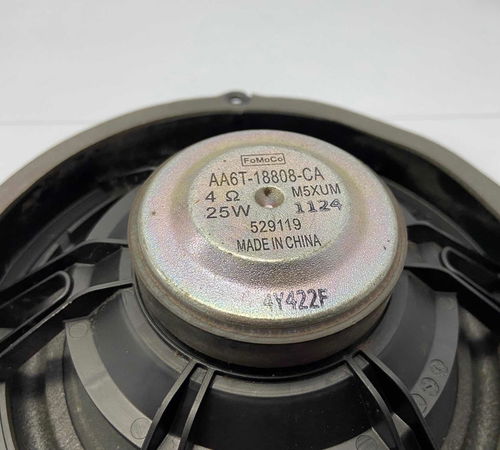 FoMoCo
AA6T-18808-CA
4 Ω M5XUM
25W 1124
529119
MADE IN CHINA
4Y422F